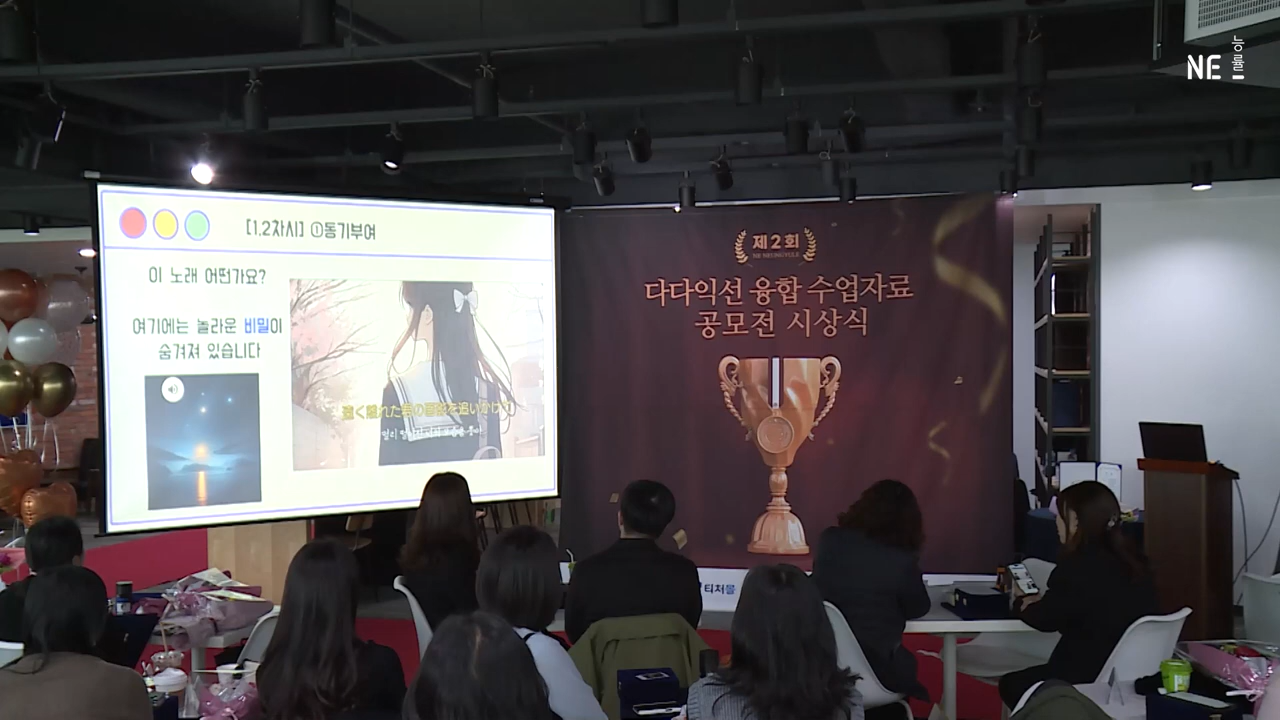 NE 능률
[1,2차시] ①동기부여
이 노래 어떤가요?
여기에는 놀라운 비밀이
숨겨져 있습니다
제2회
NE NEUNGYULE
다다익선 융합 수업자료
공모전 시상식
티처몰